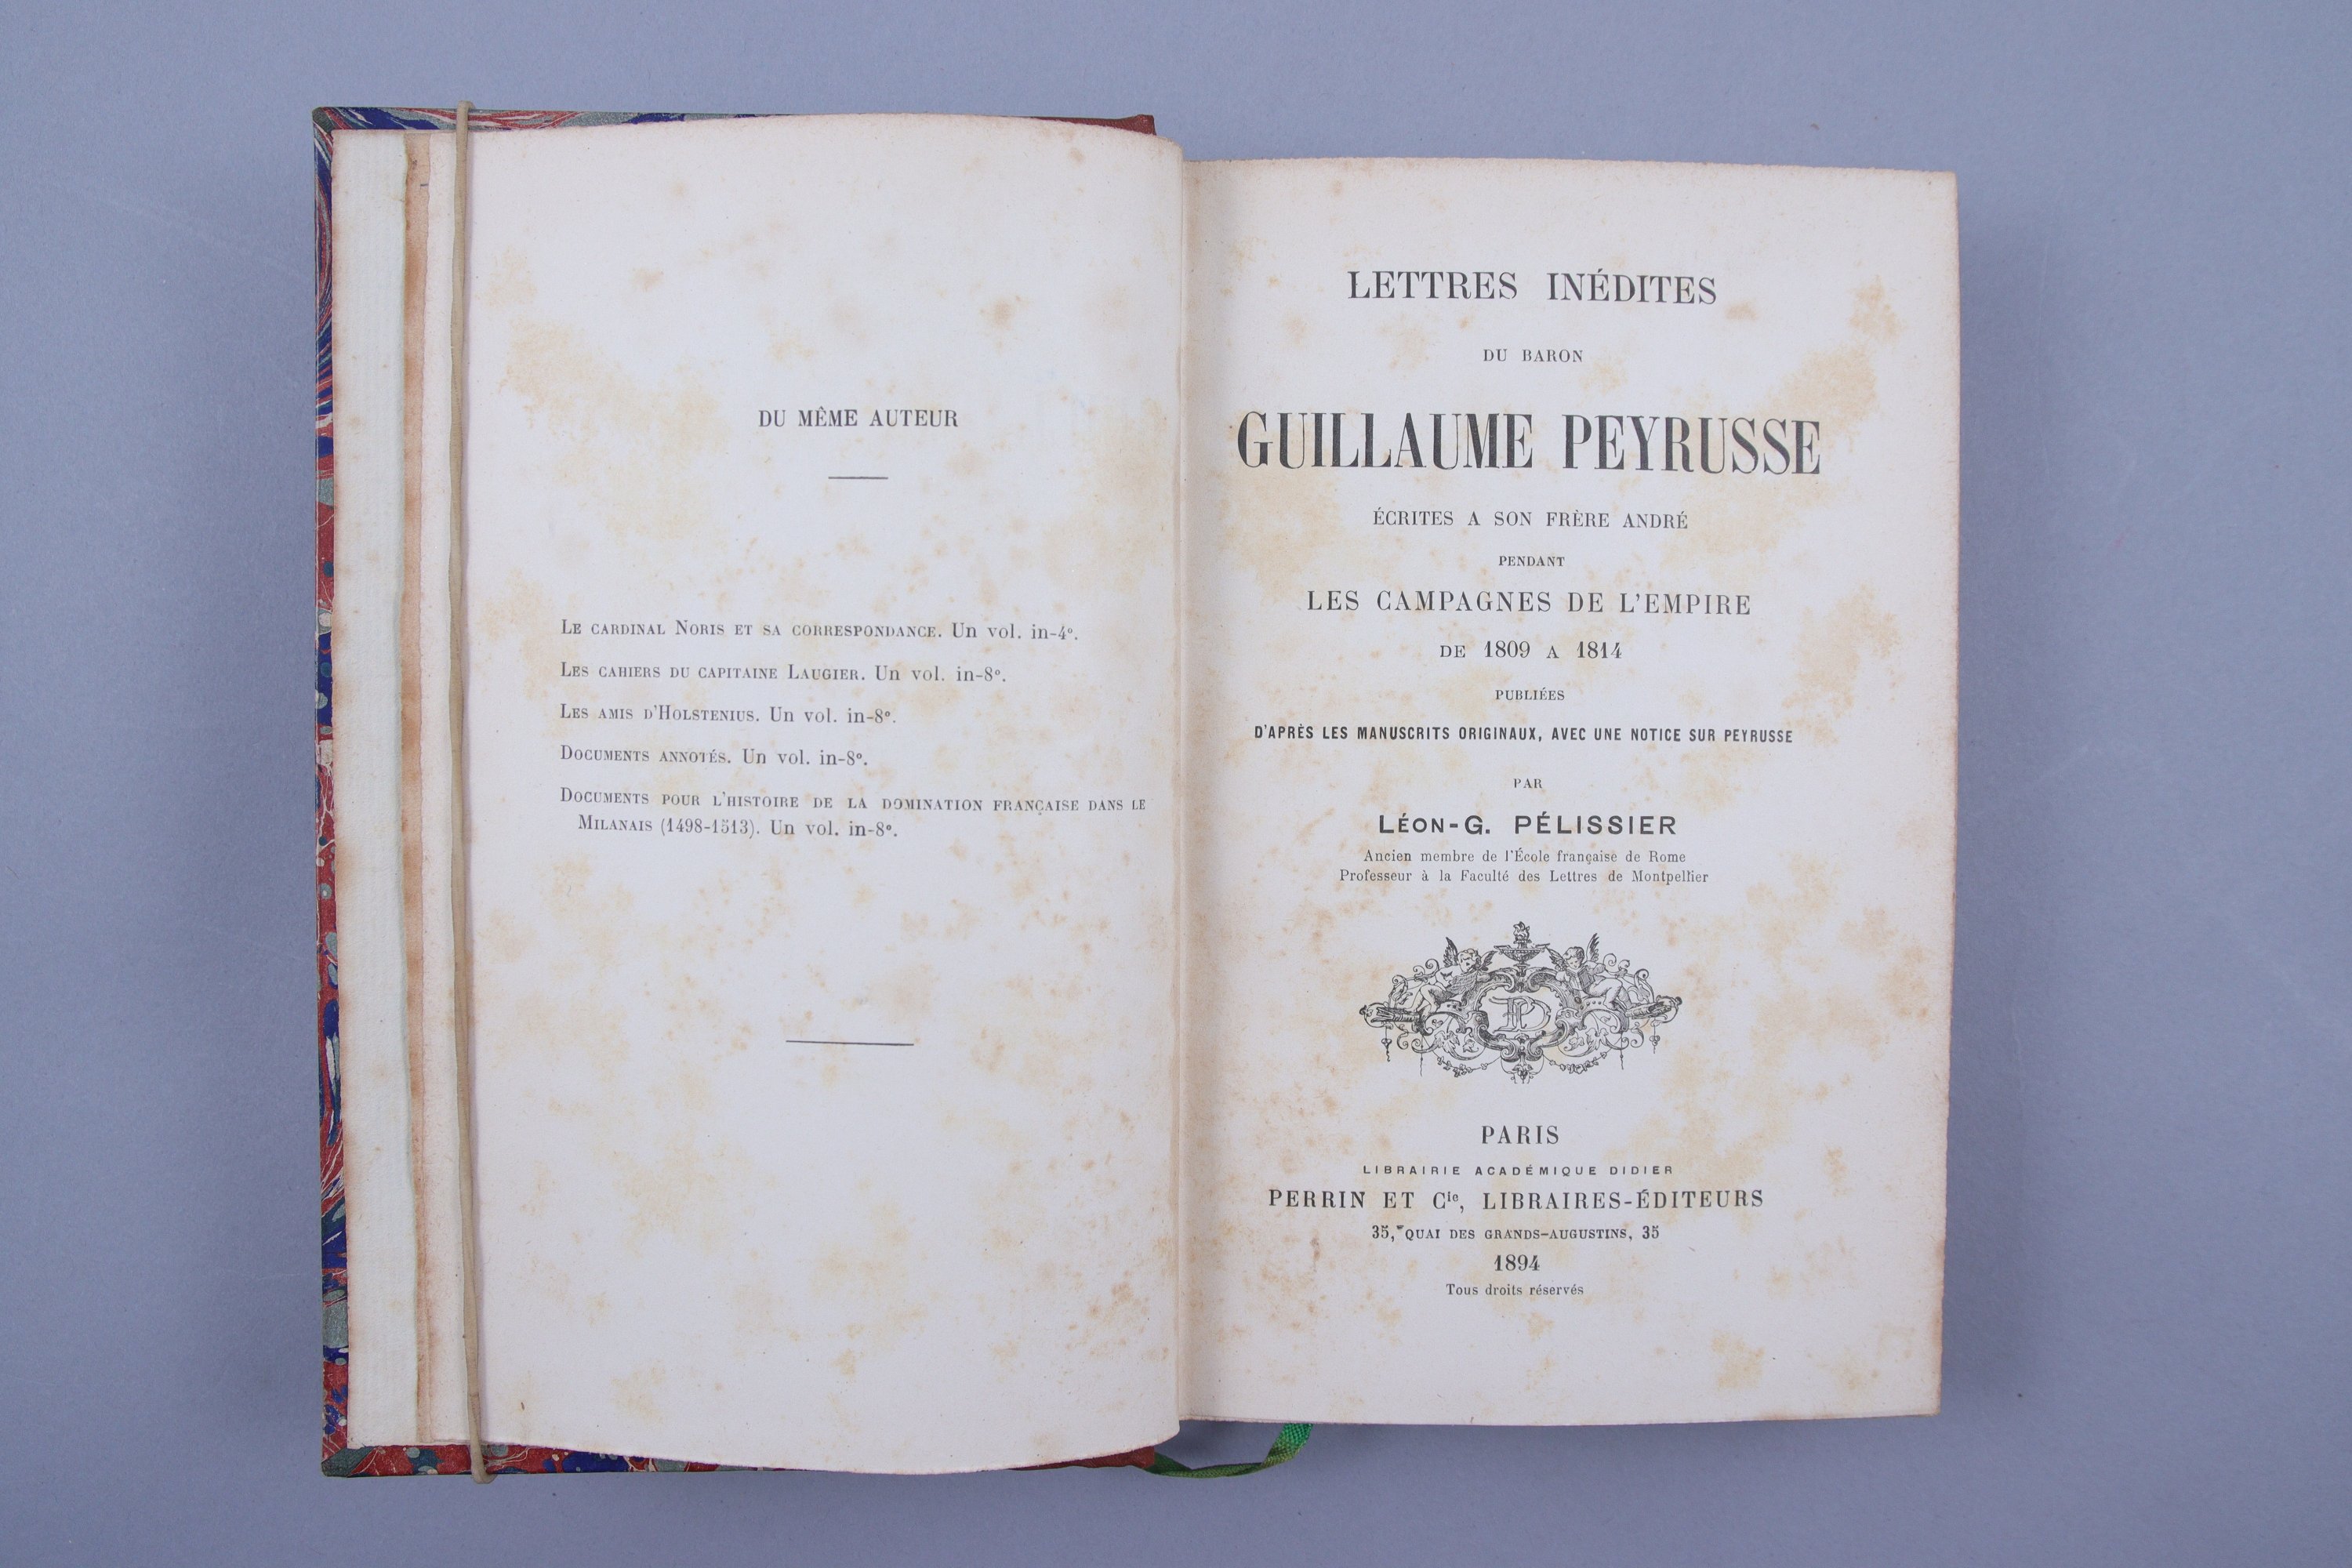 DU MÊME AUTEUR
LE CARDINAL NORIS ET SA CORRESPONDANCE. Un vol. in-4°.
LES CAHIERS DU CAPITAINE LAUGIER. Un vol. in-8°.
LES AMIS D'HOLSTENIUS. Un vol. in-8°.
DOCUMENTS ANNOTÉS. Un vol. in-8°.
DOCUMENTS POUR L'HISTOIRE DE LA DOMINATION FRANÇAISE DANS LE
MILANAIS (1498-1513). Un vol. in-8°.
LETTRES INÉDITES
DU BARON
GUILLAUME PEYRUSSE
ÉCRITES A SON FRÈRE ANDRÉ
PENDANT
LES CAMPAGNES DE L'EMPIRE
DE 1809 A 1814
PUBLIÉES
D'APRÈS LES MANUSCRITS ORIGINAUX, AVEC UNE NOTICE SUR PEYRUSSE
PAR
LÉON-G. PÉLISSIER
Ancien membre de l'École française de Rome
Professeur à la Faculté des Lettres de Montpellier
PARIS
LIBRAIRIE ACADÉMIQUE DIDIER
PERRIN ET Cie, LIBRAIRES-ÉDITEURS
35, QUAI DES GRANDS-AUGUSTINS, 35
1894
Tous droits réservés